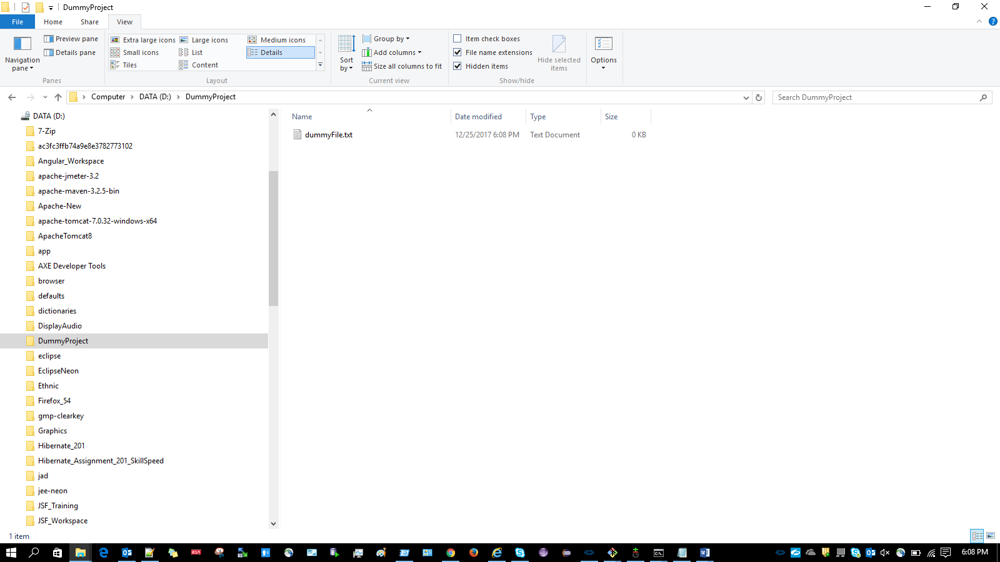 DummyProject
File Home Share View
Navigation pane
Preview pane
Details pane
Panes
Extra large icons Large icons Medium icons
Small icons List Details
Tiles Content
Layout
Sort by
Group by
Add columns
Size all columns to fit
Current view
Item check boxes
File name extensions
Hidden items
Hide selected items
Show/hide
Options
Computer DATA (D:) DummyProject
Search DummyProject
DATA (D:)
7-Zip
ac3fc3ffb74a9e8e3782773102
Angular_Workspace
apache-jmeter-3.2
apache-maven-3.2.5-bin
Apache-New
apache-tomcat-7.0.32-windows-x64
ApacheTomcat8
app
AXE Developer Tools
browser
defaults
dictionaries
DisplayAudio
DummyProject
eclipse
EclipseNeon
Ethnic
Firefox_54
gmp-clearkey
Graphics
Hibernate_201
Hibernate_Assignment_201_SkillSpeed
jad
jee-neon
JSF_Training
JSF_Workspace
Name Date modified Type Size
dummyFile.txt 12/25/2017 6:08 PM Text Document 0 KB
1 item
RSA
6:08 PM